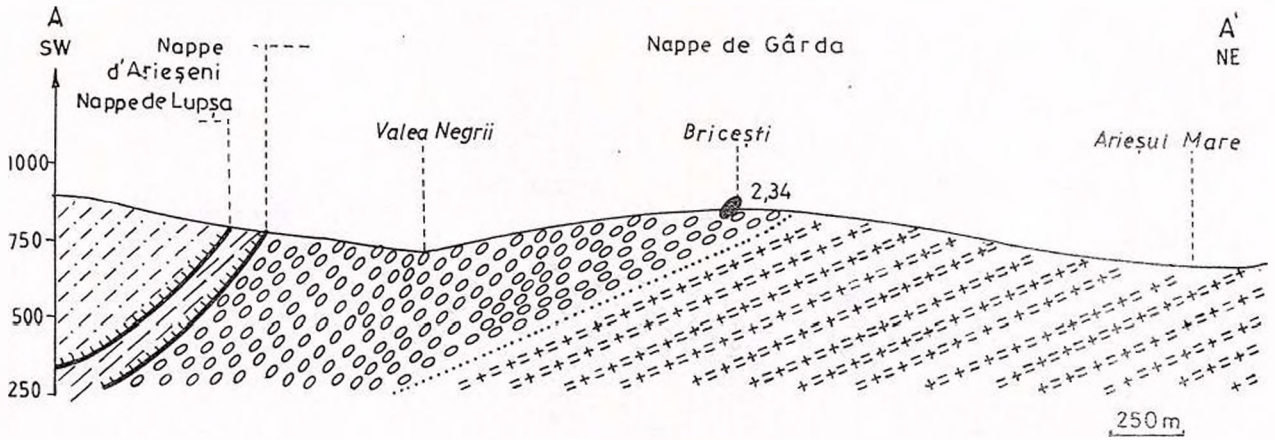 A
SW
Nappe
d'Arieşeni
Nappe de Lupşa
Nappe de Gârda
A'
NE
Valea Negrii
Briceşti
Arieşul Mare
2,34
1000
750
500
250
250 m